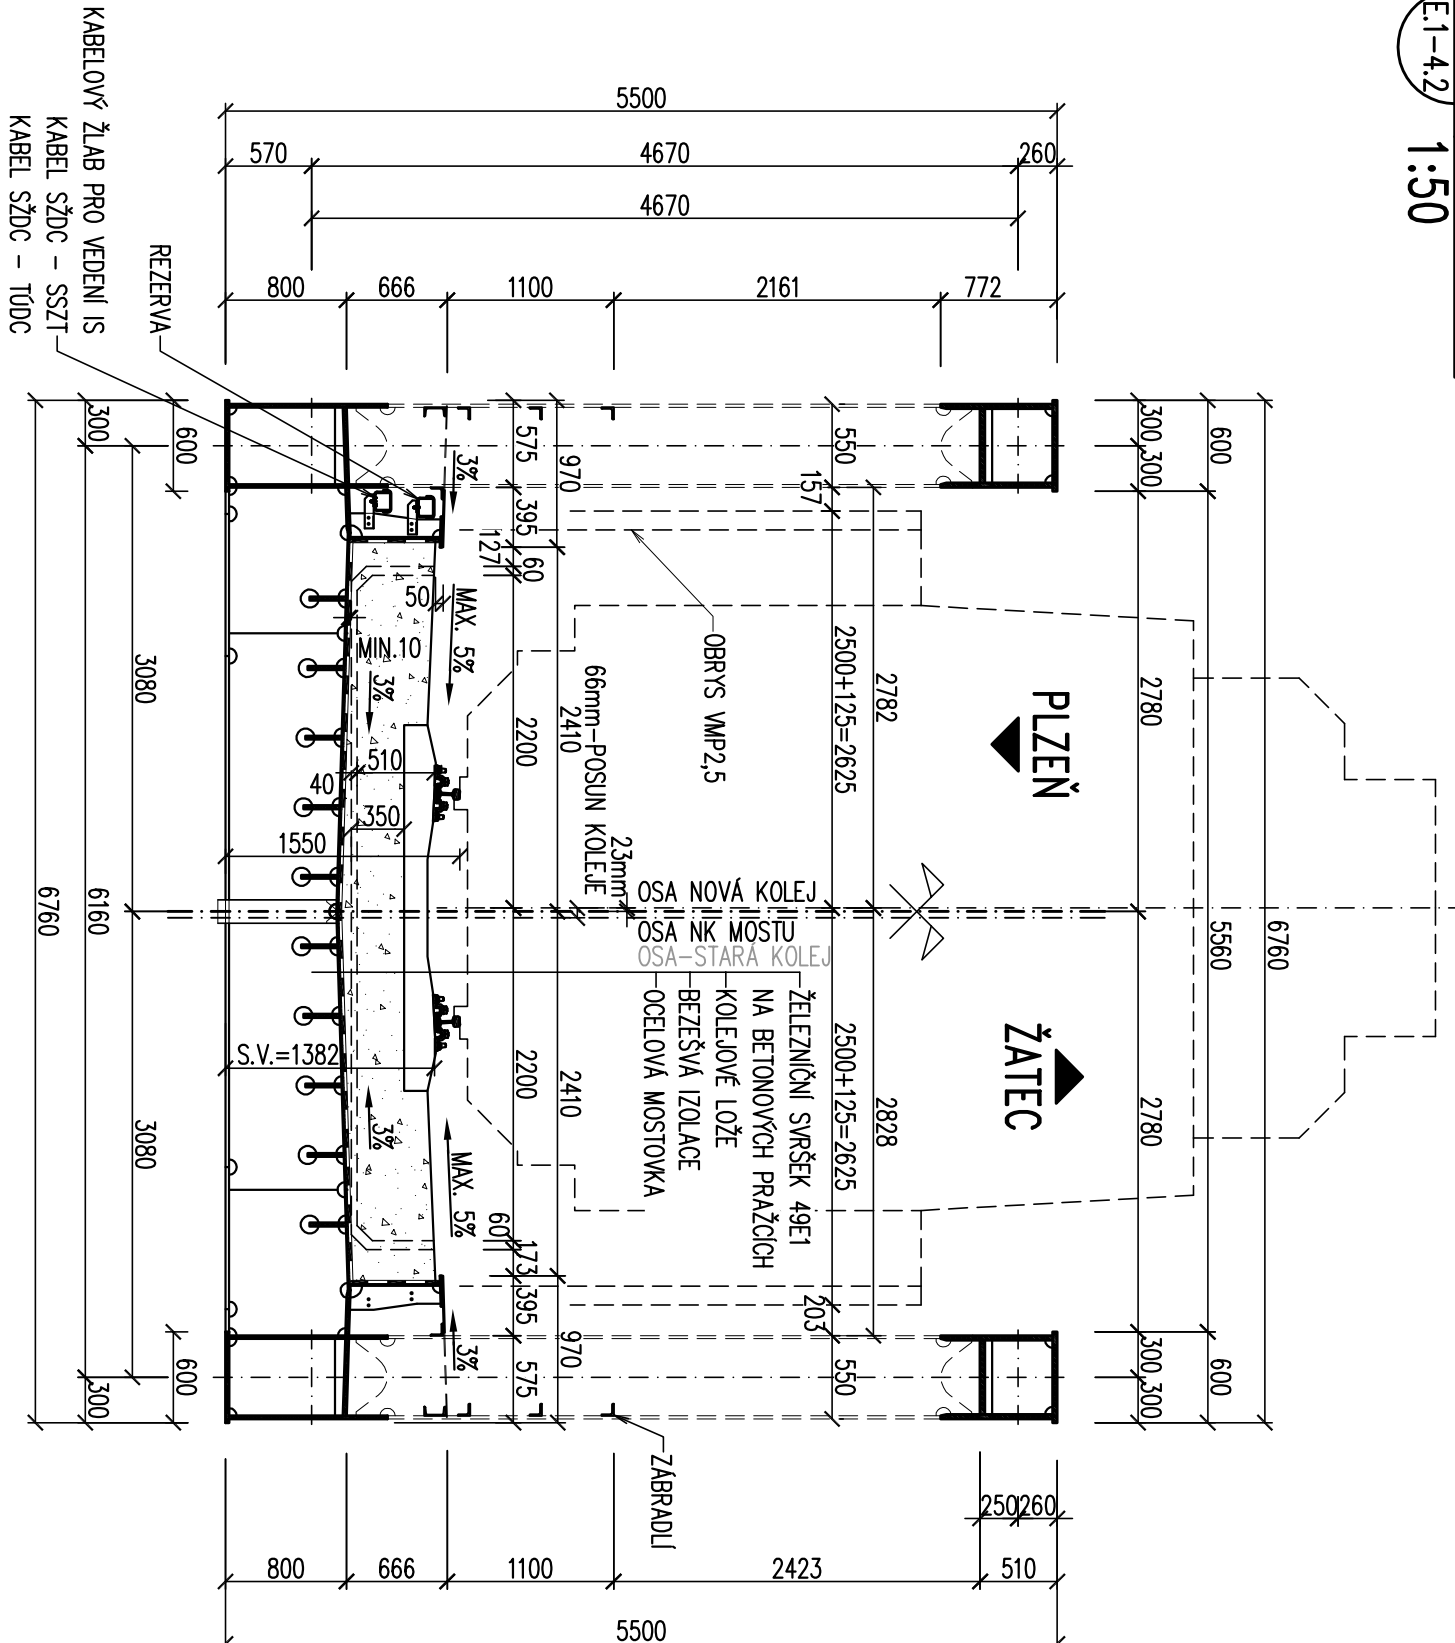 E.1-4.2
1:50
5500
570
4670
260
4670
800
666
1100
2161
772
KABELOVÝ ŽLAB PRO VEDENÍ IS
KABEL SŽDC - SSZT
KABEL SŽDC - TÚDC
REZERVA
300
600
575
970
550
300
300
600
3%
157
395
127
60
50
MAX. 5%
MIN.10
3%
OBRYS VMP2,5
2500+125=2625
2782
2780
3080
66mm-POSUN KOLEJE
2410
2200
PLZEŇ
510
40
350
1550
23mm
OSA NOVÁ KOLEJ
OSA NK MOSTU
OSA-STARÁ KOLEJ
6760
6160
5560
6760
ŽELEZNIČNÍ SVRŠEK 49E1
NA BETONOVÝCH PRAŽCÍCH
KOLEJOVÉ LOŽE
BEZEŠVÁ IZOLACE
OCELOVÁ MOSTOVKA
ŽATEC
S.V.=1382
2200
2410
2500+125=2625
2828
2780
3080
3%
MAX. 5%
60
173
395
203
3%
970
575
550
300
300
600
600
300
ZÁBRADLÍ
250
260
800
666
1100
2423
510
5500